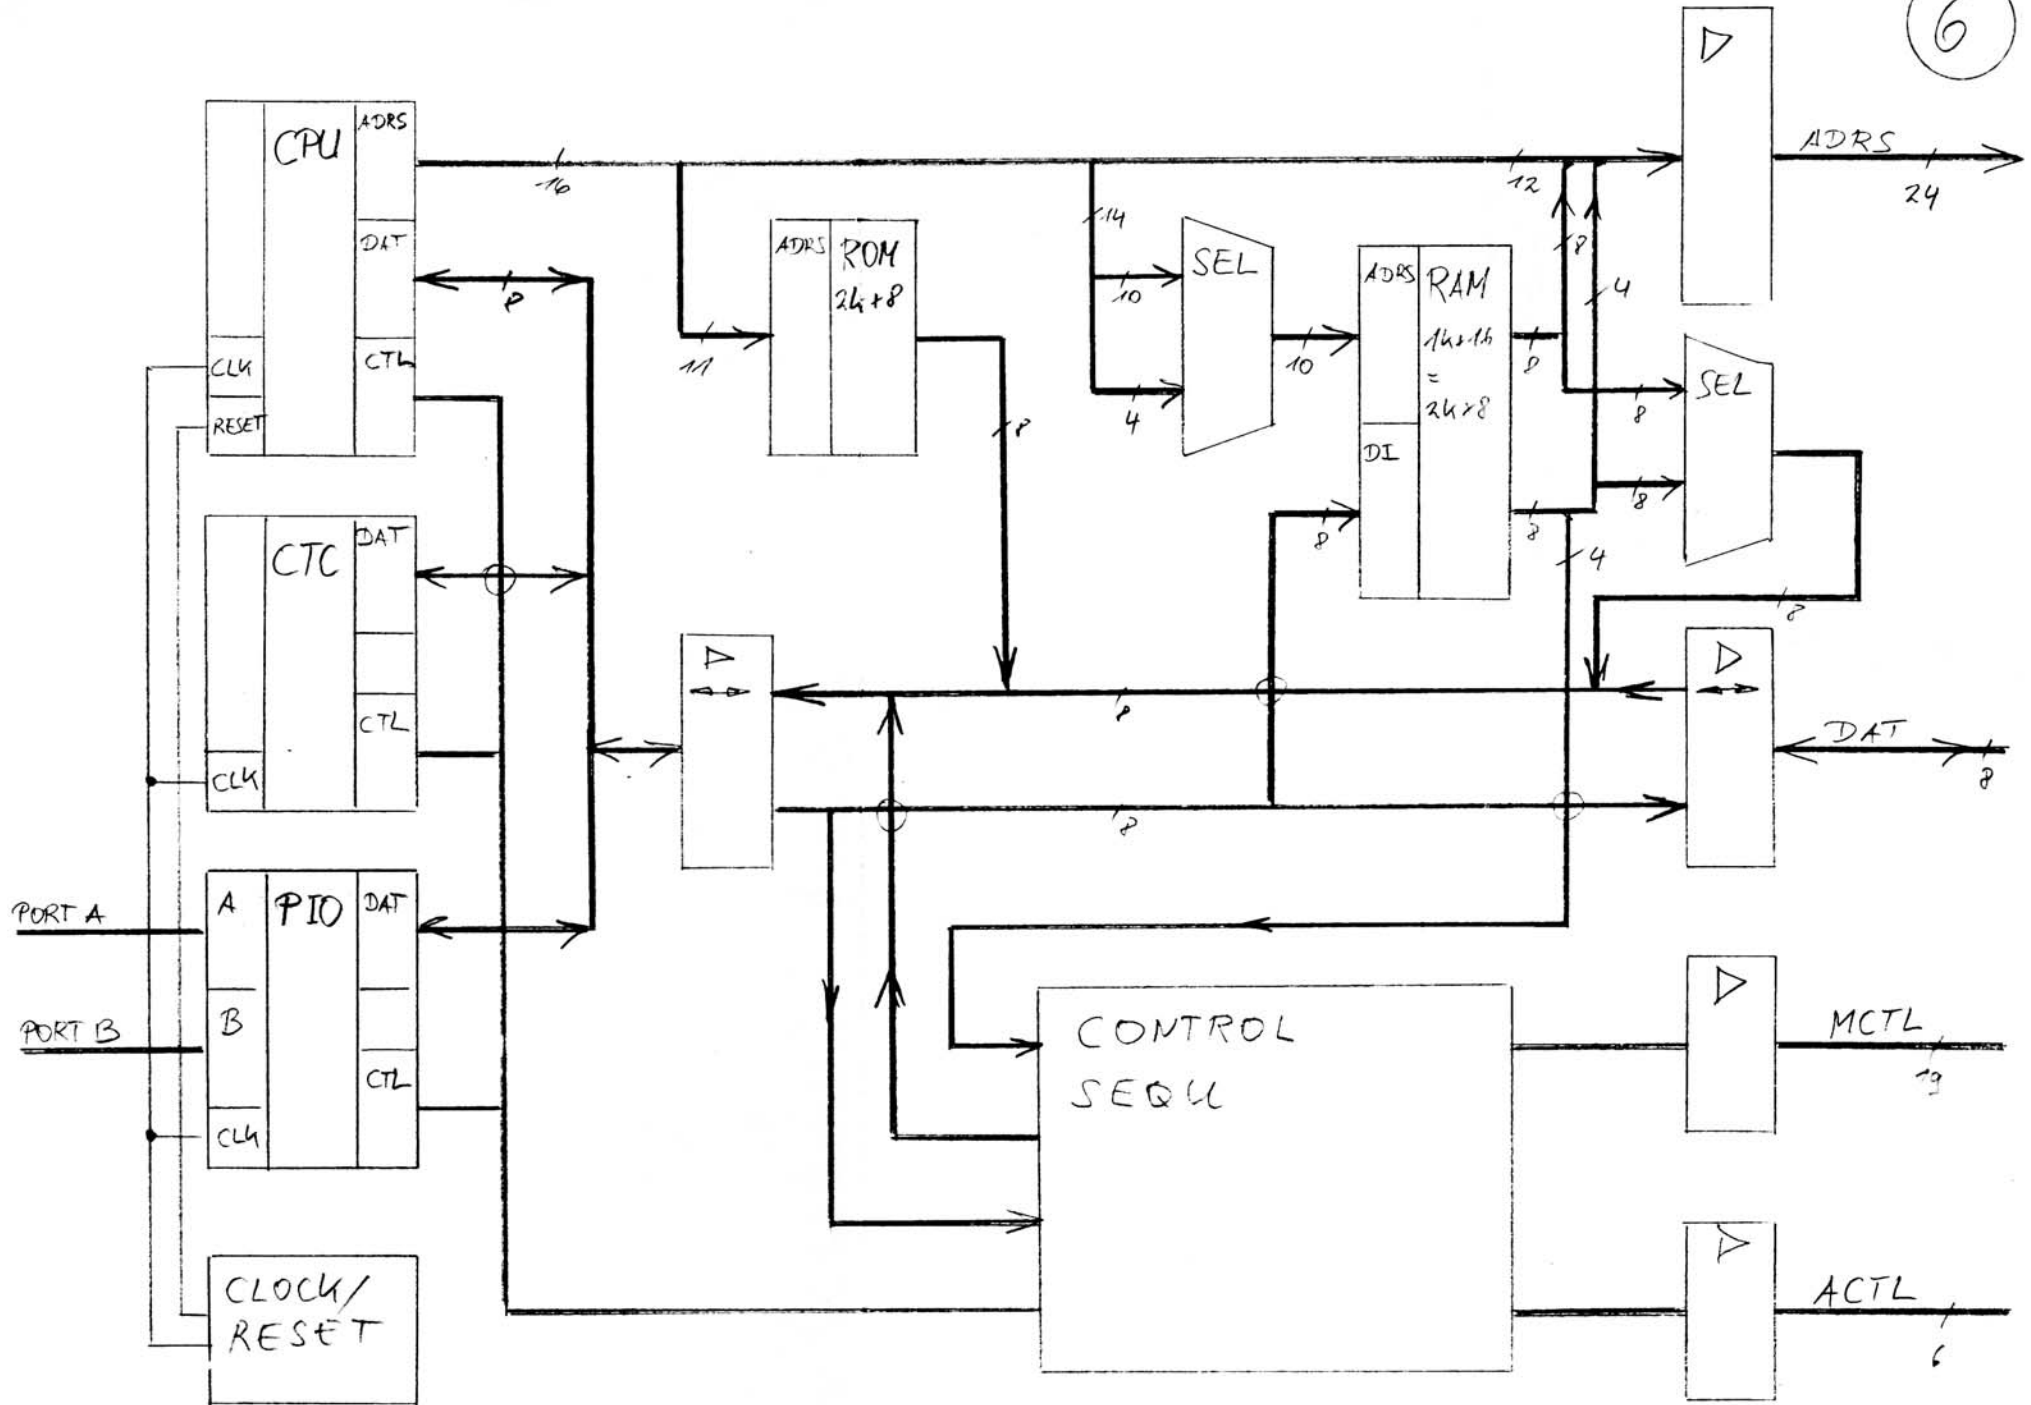 6
CPU
ADRS
DAT
CTL
CLK
RESET
16
8
CTC
DAT
CTL
CLK
PORT A
PORT B
A
B
PIO
DAT
CTL
CLK
CLOCK/
RESET
11
ADRS
ROM
2k*8
8
14
10
4
SEL
10
ADRS
RAM
1k*16
=
2k*8
DI
8
8
8
12
8
4
4
8
8
SEL
8
ADRS
24
8
8
DAT
8
CONTROL
SEQU
MCTL
19
ACTL
6